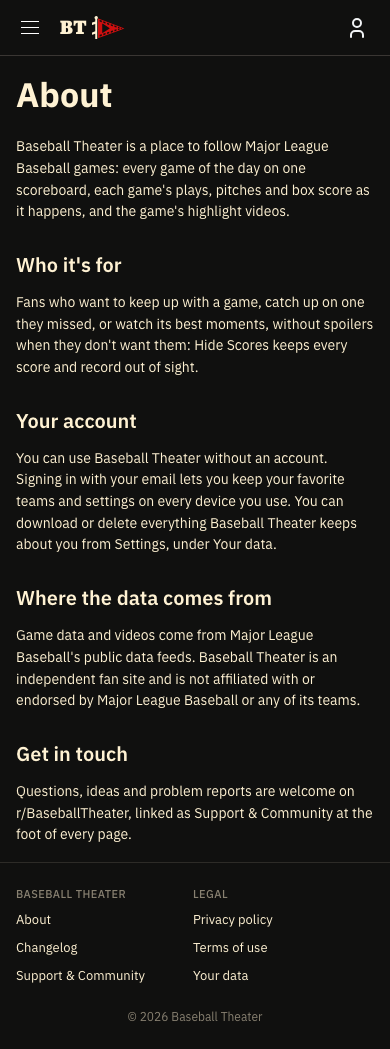 BT
About
Baseball Theater is a place to follow Major League
Baseball games: every game of the day on one
scoreboard, each game's plays, pitches and box score as
it happens, and the game's highlight videos.
Who it's for
Fans who want to keep up with a game, catch up on one
they missed, or watch its best moments, without spoilers
when they don't want them: Hide Scores keeps every
score and record out of sight.
Your account
You can use Baseball Theater without an account.
Signing in with your email lets you keep your favorite
teams and settings on every device you use. You can
download or delete everything Baseball Theater keeps
about you from Settings, under Your data.
Where the data comes from
Game data and videos come from Major League
Baseball's public data feeds. Baseball Theater is an
independent fan site and is not affiliated with or
endorsed by Major League Baseball or any of its teams.
Get in touch
Questions, ideas and problem reports are welcome on
r/BaseballTheater, linked as Support & Community at the
foot of every page.
BASEBALL THEATER
About
Changelog
Support & Community
LEGAL
Privacy policy
Terms of use
Your data
© 2026 Baseball Theater